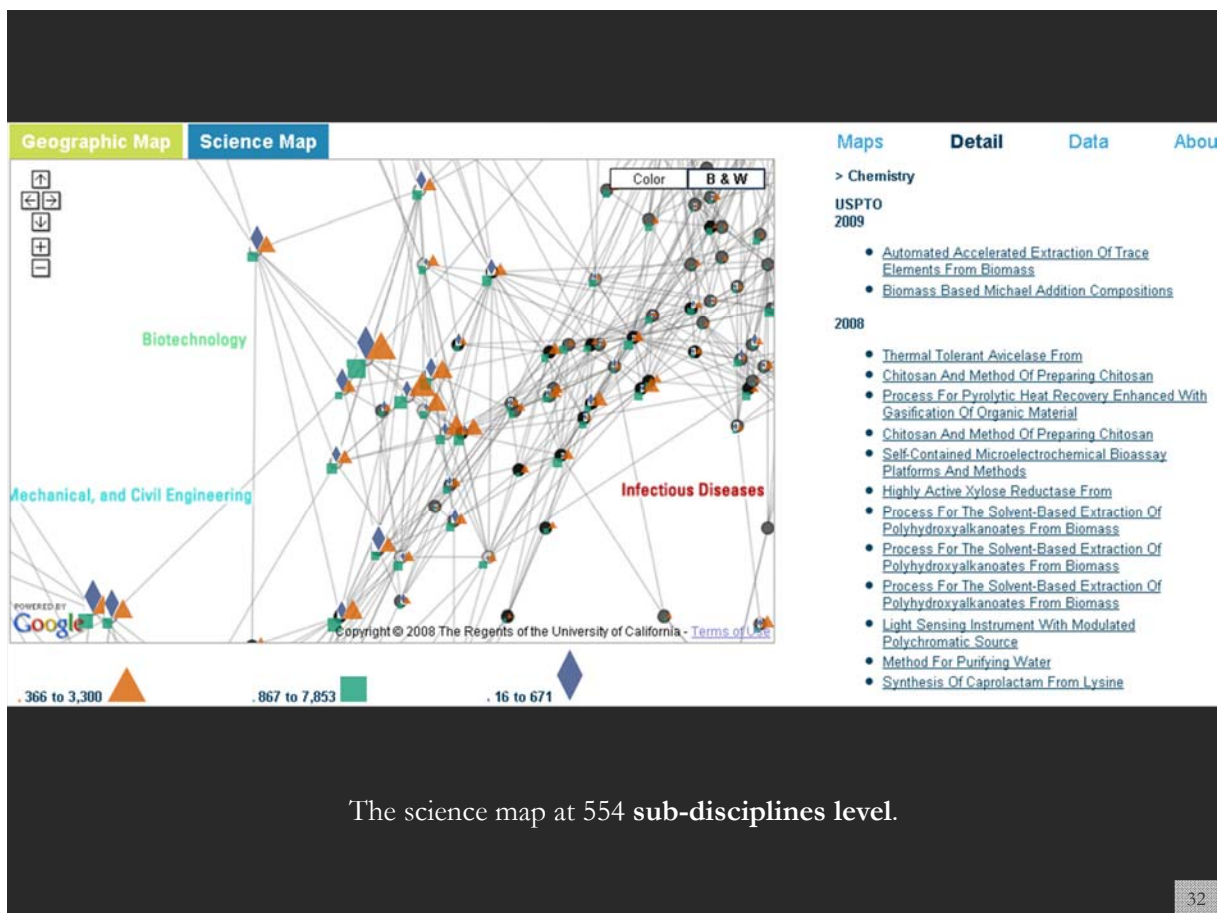 Geographic Map
Science Map
Maps
Detail
Data
Abou
Color
B & W
> Chemistry
USPTO
2009
Automated Accelerated Extraction Of Trace
Elements From Biomass
Biomass Based Michael Addition Compositions
Biotechnology
2008
Thermal Tolerant Avicelase From
Chitosan And Method Of Preparing Chitosan
Process For Pyrolytic Heat Recovery Enhanced With
Gasification Of Organic Material
Chitosan And Method Of Preparing Chitosan
Self-Contained Microelectrochemical Bioassay
Platforms And Methods
Mechanical, and Civil Engineering
Infectious Diseases
Highly Active Xylose Reductase From
Process For The Solvent-Based Extraction Of
Polyhydroxyalkanoates From Biomass
Process For The Solvent-Based Extraction Of
Polyhydroxyalkanoates From Biomass
Process For The Solvent-Based Extraction Of
Polyhydroxyalkanoates From Biomass
Light Sensing Instrument With Modulated
Polychromatic Source
Method For Purifying Water
Synthesis Of Caprolactam From Lysine
POWERED BY
Google
Copyright © 2008 The Regents of the University of California - Terms of Use
. 366 to 3,300
. 867 to 7,853
. 16 to 671
The science map at 554 sub-disciplines level.
32